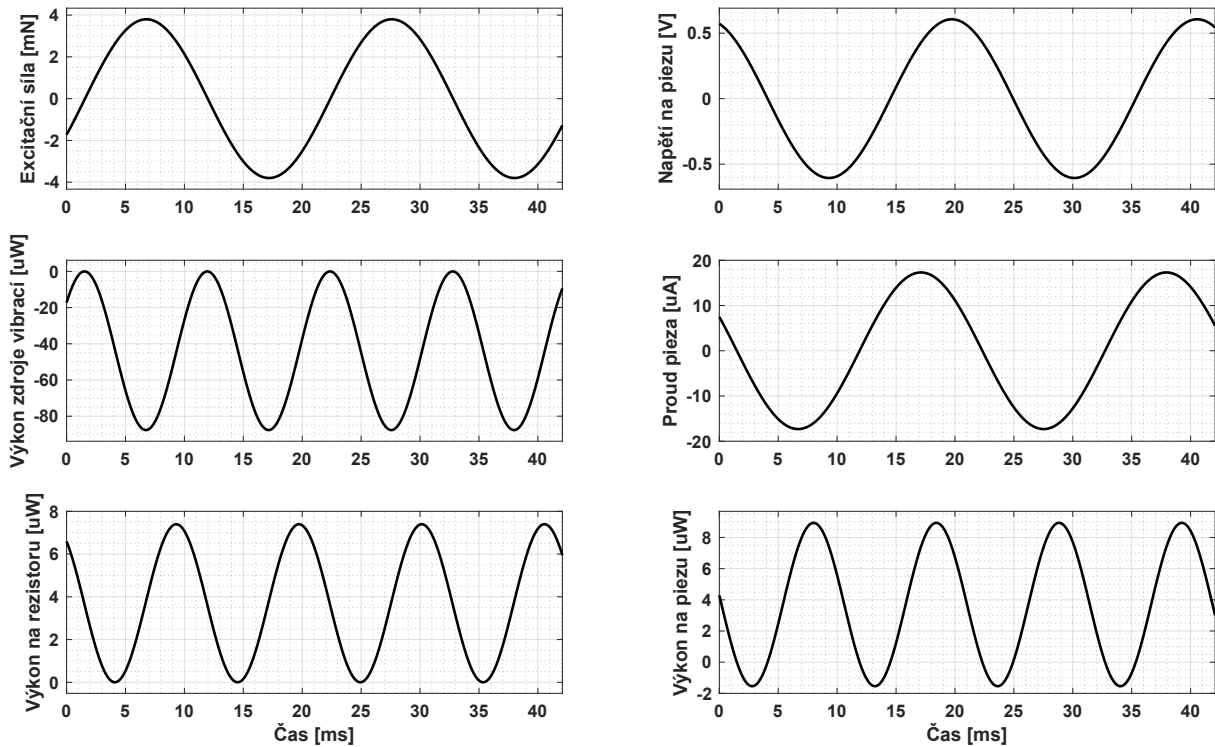 Excitační síla [mN]
4
2
0
-2
-4
0 5 10 15 20 25 30 35 40
Napětí na piezu [V]
0.5
0
-0.5
0 5 10 15 20 25 30 35 40
Výkon zdroje vibrací [uW]
0
-20
-40
-60
-80
0 5 10 15 20 25 30 35 40
Proud pieza [uA]
20
10
0
-10
-20
0 5 10 15 20 25 30 35 40
Výkon na rezistoru [uW]
8
6
4
2
0
0 5 10 15 20 25 30 35 40
Čas [ms]
Výkon na piezu [uW]
8
6
4
2
0
-2
0 5 10 15 20 25 30 35 40
Čas [ms]